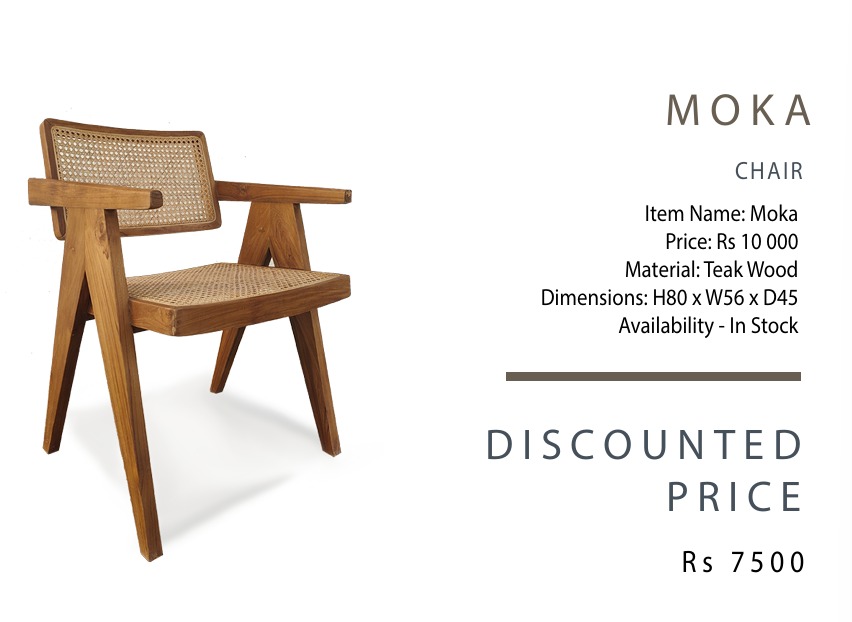 MOKA
CHAIR
Item Name: Moka
Price: Rs 10 000
Material: Teak Wood
Dimensions: H80 x W56 x D45
Availability - In Stock
DISCOUNTED
PRICE
Rs 7500